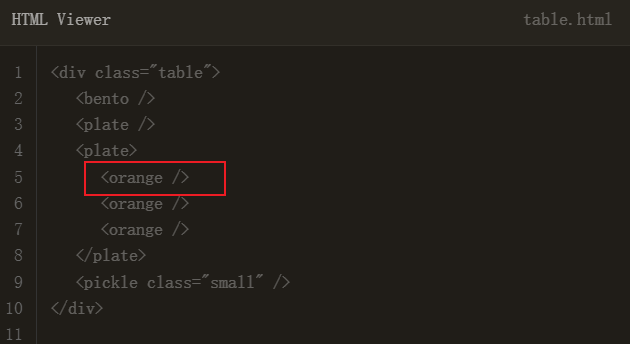 HTML Viewer table.html
1 <div class="table">
2 <bento />
3 <plate />
4 <plate>
5 <orange />
6 <orange />
7 <orange />
8 </plate>
9 <pickle class="small" />
10 </div>
11